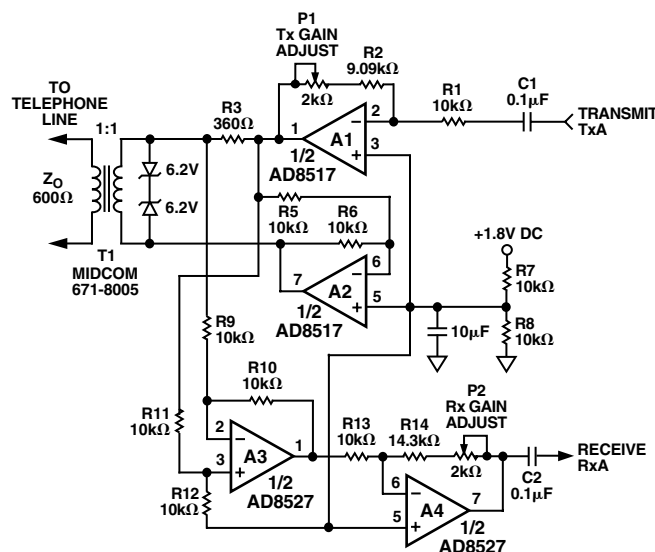 P1
Tx GAIN
ADJUST
2kΩ
R2
9.09kΩ
R1
10kΩ
C1
0.1μF
TRANSMIT
TxA
TO
TELEPHONE
LINE
1:1
R3
360Ω
1
2
3
A1
1/2
AD8517
ZO
600Ω
6.2V
6.2V
T1
MIDCOM
671-8005
R5
10kΩ
R6
10kΩ
7
6
5
A2
1/2
AD8517
+1.8V DC
R7
10kΩ
R8
10kΩ
10μF
R9
10kΩ
R10
10kΩ
R11
10kΩ
R12
10kΩ
2
3
1
A3
1/2
AD8527
R13
10kΩ
R14
14.3kΩ
P2
Rx GAIN
ADJUST
2kΩ
6
5
7
A4
1/2
AD8527
C2
0.1μF
RECEIVE
RxA